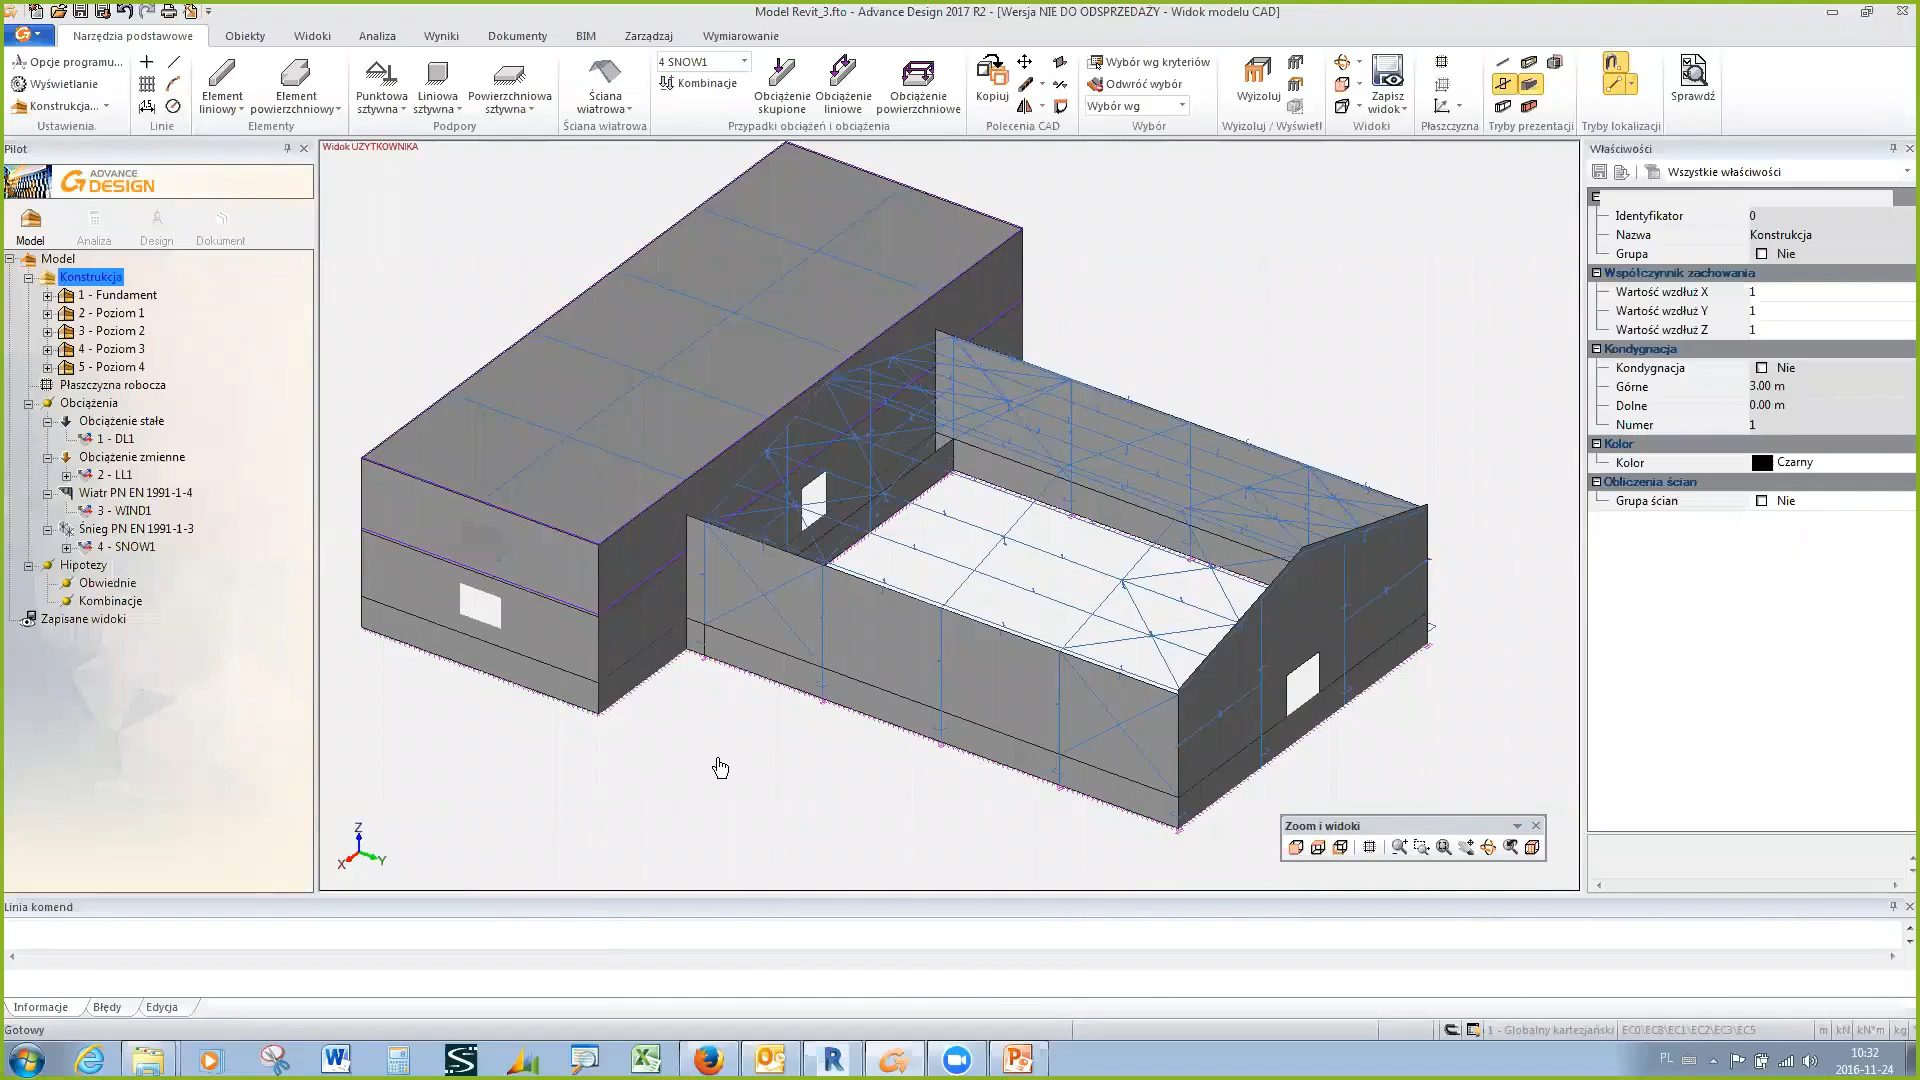 Model Revit_3.fto - Advance Design 2017 R2 - [Wersja NIE DO ODSPRZEDAŻY - Widok modelu CAD]
Narzędzia podstawowe Obiekty Widoki Analiza Wyniki Dokumenty BIM Zarządzaj Wymiarowanie
Opcje programu...
Wyświetlanie
Konstrukcja...
Ustawienia.
Linie
Element liniowy
Element powierzchniowy
Elementy
Punktowa sztywna
Liniowa sztywna
Powierzchniowa sztywna
Podpory
Ściana wiatrowa
Ściana wiatrowa
4 SNOW1
Kombinacje
Obciążenie skupione
Obciążenie liniowe
Obciążenie powierzchniowe
Przypadki obciążeń i obciążenia
Kopiuj
Polecenia CAD
Wybór wg kryteriów
Odwróć wybór
Wybór wg
Wybór
Wyizoluj
Wyizoluj / Wyświetl
Zapisz widok
Widoki
Płaszczyzna
Tryby prezentacji
Tryby lokalizacji
Sprawdź
Pilot
ADVANCE
DESIGN
Model Analiza Design Dokument
Model
Konstrukcja
1 - Fundament
2 - Poziom 1
3 - Poziom 2
4 - Poziom 3
5 - Poziom 4
Płaszczyzna robocza
Obciążenia
Obciążenie stałe
1 - DL1
Obciążenie zmienne
2 - LL1
Wiatr PN EN 1991-1-4
3 - WIND1
Śnieg PN EN 1991-1-3
4 - SNOW1
Hipotezy
Obwiednie
Kombinacje
Zapisane widoki
Widok UŻYTKOWNIKA
Z
X
Y
Zoom i widoki
Właściwości
Wszystkie właściwości
Identyfikator 0
Nazwa Konstrukcja
Grupa Nie
Współczynnik zachowania
Wartość wzdłuż X 1
Wartość wzdłuż Y 1
Wartość wzdłuż Z 1
Kondygnacja
Kondygnacja Nie
Górne 3.00 m
Dolne 0.00 m
Numer 1
Kolor
Kolor Czarny
Obliczenia ścian
Grupa ścian Nie
Linia komend
Informacje Błędy Edycja
Gotowy
1 - Globalny kartezjański EC0\EC8\EC1\EC2\EC3\EC5 m kN kN*m kg
PL
10:32
2016-11-24